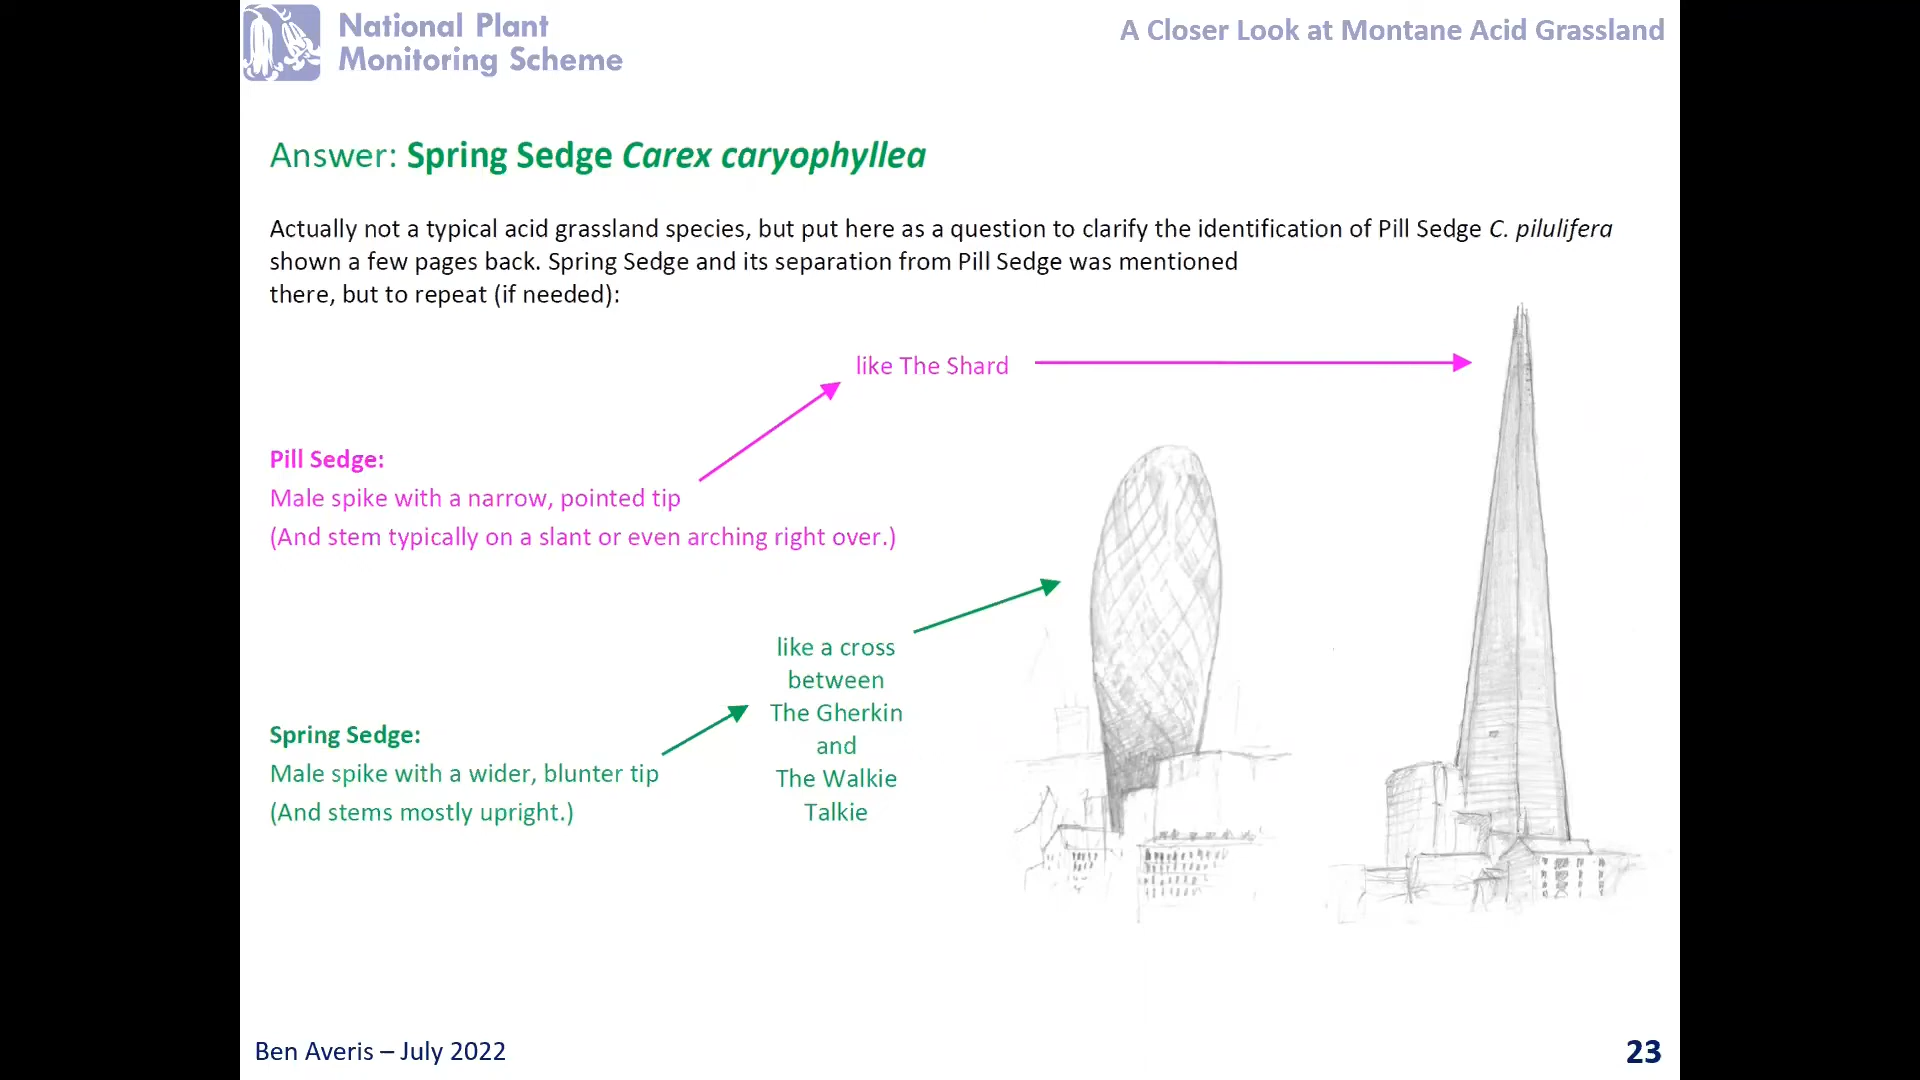 National Plant
Monitoring Scheme
A Closer Look at Montane Acid Grassland
Answer: Spring Sedge Carex caryophyllea
Actually not a typical acid grassland species, but put here as a question to clarify the identification of Pill Sedge C. pilulifera
shown a few pages back. Spring Sedge and its separation from Pill Sedge was mentioned
there, but to repeat (if needed):
like The Shard
Pill Sedge:
Male spike with a narrow, pointed tip
(And stem typically on a slant or even arching right over.)
like a cross
between
The Gherkin
and
The Walkie
Talkie
Spring Sedge:
Male spike with a wider, blunter tip
(And stems mostly upright.)
Ben Averis – July 2022
23